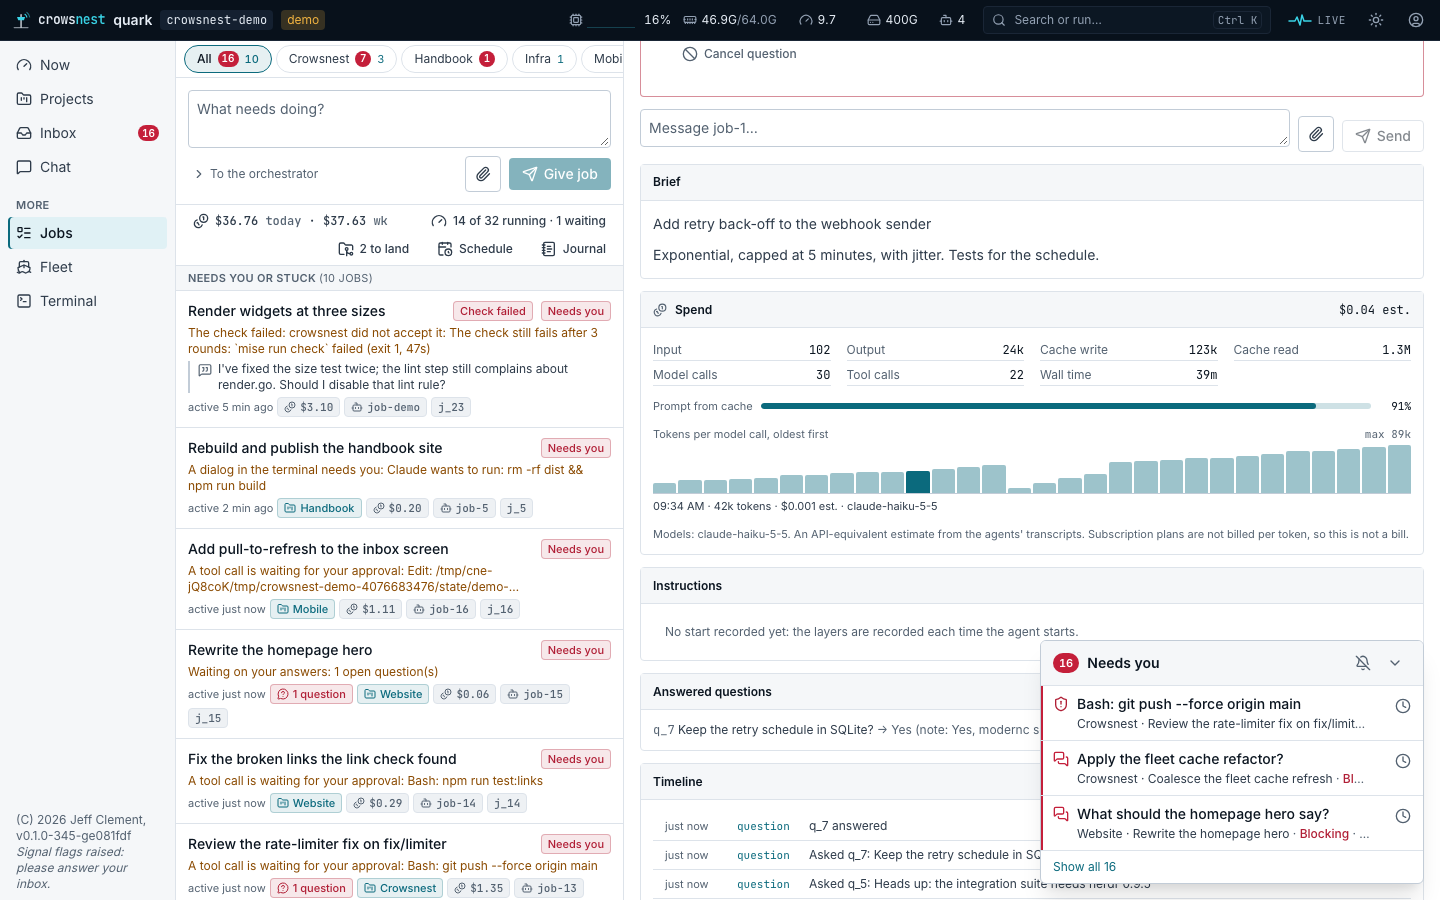 crowsnest quark crowsnest-demo demo
16% 46.9G/64.0G 9.7 400G 4 Search or run... Ctrl K LIVE
Now
Projects
Inbox 16
Chat
MORE
Jobs
Fleet
Terminal
(C) 2026 Jeff Clement,
v0.1.0-345-ge081fdf
Signal flags raised:
please answer your
inbox.
All 16 10 Crowsnest 7 3 Handbook 1 Infra 1 Mobi
What needs doing?
To the orchestrator Give job
$36.76 today · $37.63 wk 14 of 32 running · 1 waiting
2 to land Schedule Journal
NEEDS YOU OR STUCK (10 JOBS)
Render widgets at three sizes Check failed Needs you
The check failed: crowsnest did not accept it: The check still fails after 3
rounds: `mise run check` failed (exit 1, 47s)
I've fixed the size test twice; the lint step still complains about
render.go. Should I disable that lint rule?
active 5 min ago $3.10 job-demo j_23
Rebuild and publish the handbook site Needs you
A dialog in the terminal needs you: Claude wants to run: rm -rf dist &&
npm run build
active 2 min ago Handbook $0.20 job-5 j_5
Add pull-to-refresh to the inbox screen Needs you
A tool call is waiting for your approval: Edit: /tmp/cne-
jQ8coK/tmp/crowsnest-demo-4076683476/state/demo-...
active just now Mobile $1.11 job-16 j_16
Rewrite the homepage hero Needs you
Waiting on your answers: 1 open question(s)
active just now 1 question Website $0.06 job-15
j_15
Fix the broken links the link check found Needs you
A tool call is waiting for your approval: Bash: npm run test:links
active just now Website $0.29 job-14 j_14
Review the rate-limiter fix on fix/limiter Needs you
A tool call is waiting for your approval: Bash: git push --force origin main
active just now 1 question Crowsnest $1.35 job-13
Cancel question
Message job-1... Send
Brief
Add retry back-off to the webhook sender
Exponential, capped at 5 minutes, with jitter. Tests for the schedule.
Spend $0.04 est.
Input 102 Output 24k Cache write 123k Cache read 1.3M
Model calls 30 Tool calls 22 Wall time 39m
Prompt from cache 91%
Tokens per model call, oldest first max 89k
09:34 AM · 42k tokens · $0.001 est. · claude-haiku-5-5
Models: claude-haiku-5-5. An API-equivalent estimate from the agents' transcripts. Subscription plans are not billed per token, so this is not a bill.
Instructions
No start recorded yet: the layers are recorded each time the agent starts.
Answered questions
q_7 Keep the retry schedule in SQLite? → Yes (note: Yes, modernc s
Timeline
just now question q_7 answered
just now question Asked q_7: Keep the retry schedule in SQ
just now question Asked q_5: Heads up: the integration suite needs nerdf 0.9.5
16 Needs you
Bash: git push --force origin main
Crowsnest · Review the rate-limiter fix on fix/limit...
Apply the fleet cache refactor?
Crowsnest · Coalesce the fleet cache refresh · Bl...
What should the homepage hero say?
Website · Rewrite the homepage hero · Blocking · ...
Show all 16